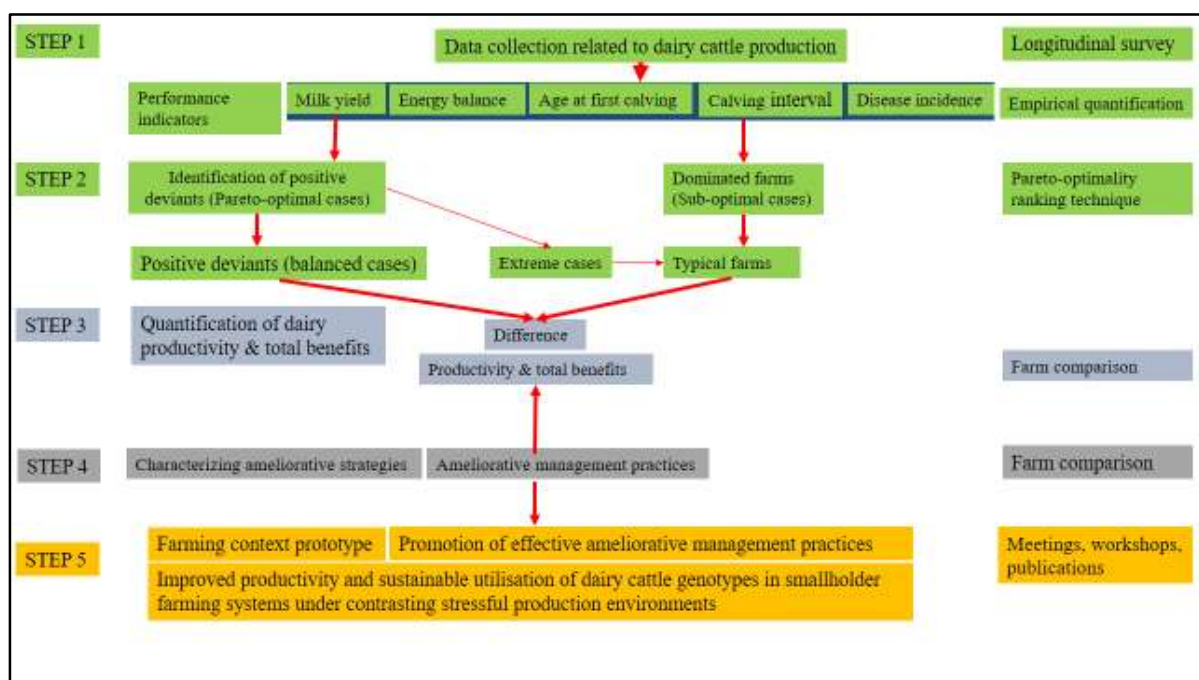 STEP 1
Data collection related to dairy cattle production
Longitudinal survey
Performance
indicators
Milk yield
Energy balance
Age at first calving
Calving interval
Disease incidence
Empirical quantification
STEP 2
Identification of positive
deviants (Pareto-optimal cases)
Dominated farms
(Sub-optimal cases)
Pareto-optimality
ranking technique
Positive deviants (balanced cases)
Extreme cases
Typical farms
STEP 3
Quantification of dairy
productivity & total benefits
Difference
Productivity & total benefits
Farm comparison
STEP 4
Characterizing ameliorative strategies
Ameliorative management practices
Farm comparison
STEP 5
Farming context prototype
Promotion of effective ameliorative management practices
Improved productivity and sustainable utilisation of dairy cattle genotypes in smallholder
farming systems under contrasting stressful production environments
Meetings, workshops,
publications